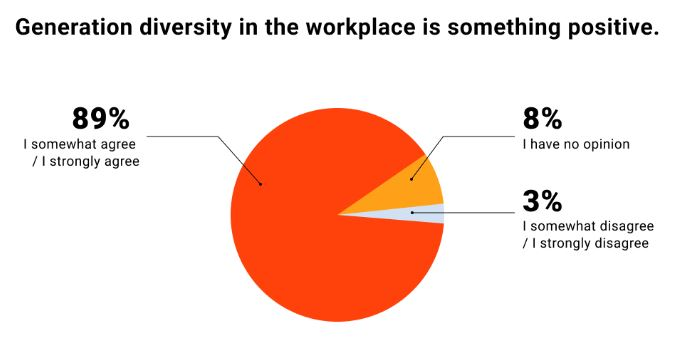 Generation diversity in the workplace is something positive.
89%
I somewhat agree
/ I strongly agree
8%
I have no opinion
3%
I somewhat disagree
/ I strongly disagree